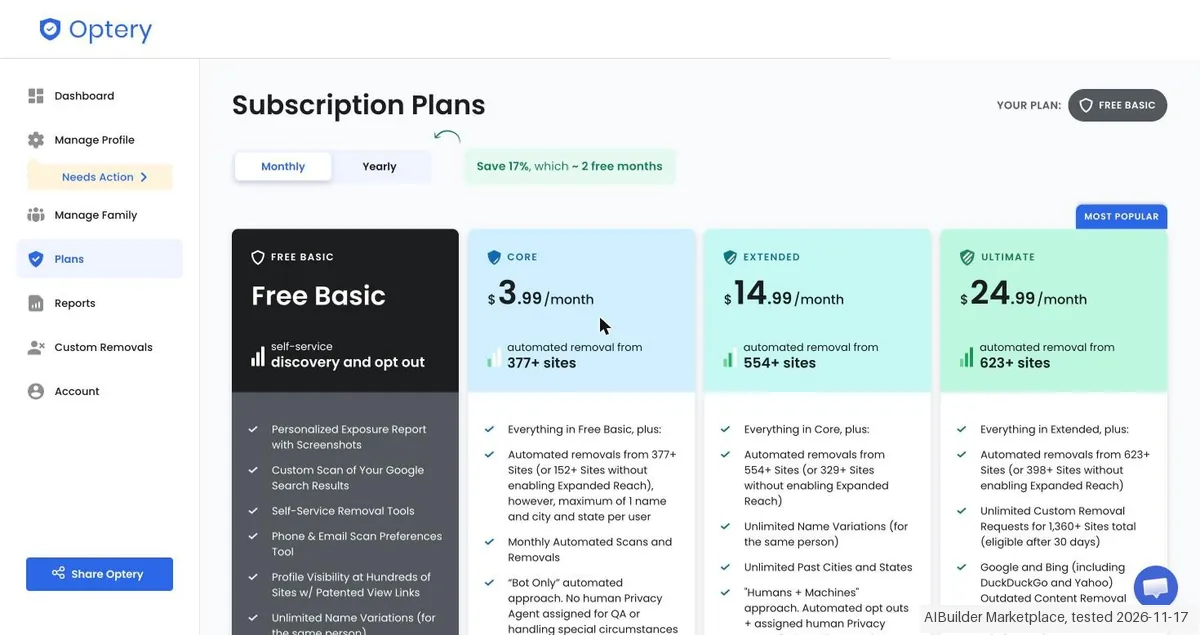 Optery
Dashboard
Manage Profile
Needs Action
Manage Family
Plans
Reports
Custom Removals
Account
Share Optery
Subscription Plans
YOUR PLAN:
FREE BASIC
Monthly
Yearly
Save 17%, which ~ 2 free months
MOST POPULAR
FREE BASIC
Free Basic
self-service
discovery and opt out
Personalized Exposure Report
with Screenshots
Custom Scan of Your Google
Search Results
Self-Service Removal Tools
Phone & Email Scan Preferences
Tool
Profile Visibility at Hundreds of
Sites w/ Patented View Links
Unlimited Name Variations (for
the same person)
CORE
$3.99/month
automated removal from
377+ sites
Everything in Free Basic, plus:
Automated removals from 377+
Sites (or 152+ Sites without
enabling Expanded Reach),
however, maximum of 1 name
and city and state per user
Monthly Automated Scans and
Removals
"Bot Only" automated
approach. No human Privacy
Agent assigned for QA or
handling special circumstances
EXTENDED
$14.99/month
automated removal from
554+ sites
Everything in Core, plus:
Automated removals from
554+ Sites (or 329+ Sites
without enabling Expanded
Reach)
Unlimited Name Variations (for
the same person)
Unlimited Past Cities and States
"Humans + Machines"
approach. Automated opt outs
+ assigned human Privacy
ULTIMATE
$24.99/month
automated removal from
623+ sites
Everything in Extended, plus:
Automated removals from 623+
Sites (or 398+ Sites without
enabling Expanded Reach)
Unlimited Custom Removal
Requests for 1,360+ Sites total
(eligible after 30 days)
Google and Bing (including
DuckDuckGo and Yahoo)
Outdated Content Removal
AIBuilder Marketplace, tested 2026-11-17